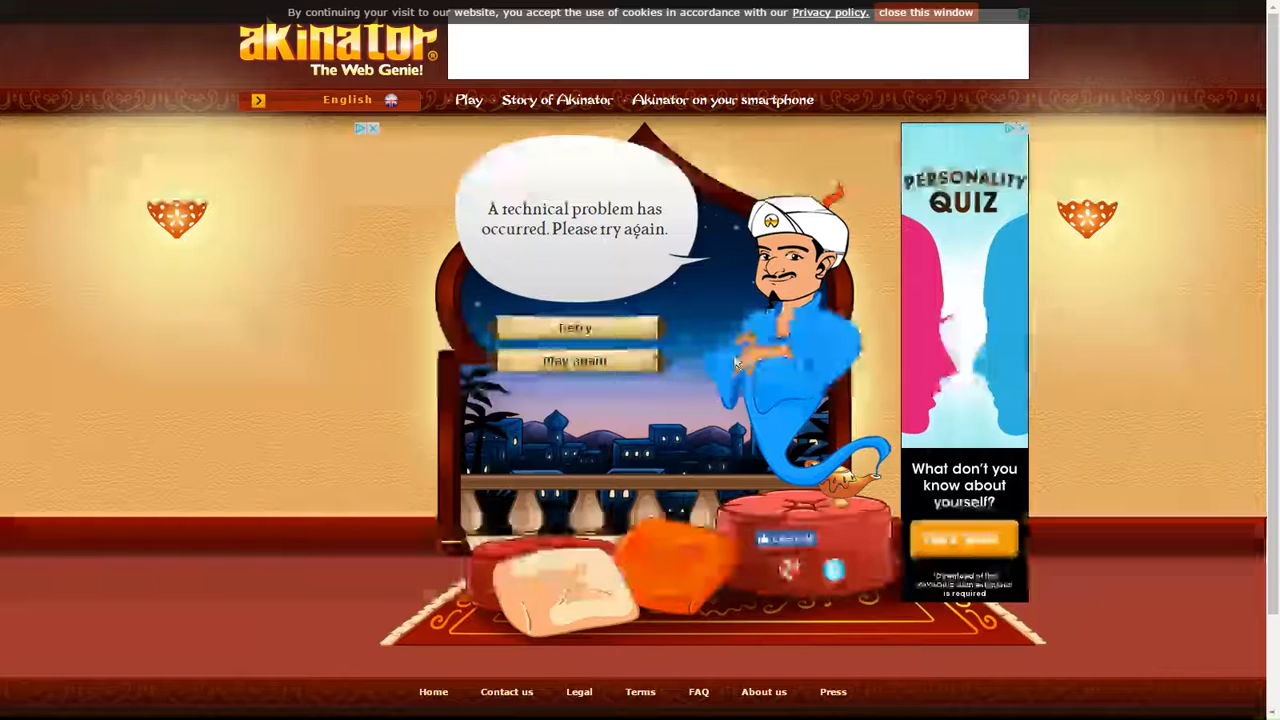 By continuing your visit to our website, you accept the use of cookies in accordance with our Privacy policy. close this window
akinator®
The Web Genie!
English
Play · Story of Akinator · Akinator on your smartphone
A technical problem has
occurred. Please try again.
Retry
Play again
PERSONALITY
QUIZ
What don't you
know about
yourself?
is required
Home Contact us Legal Terms FAQ About us Press